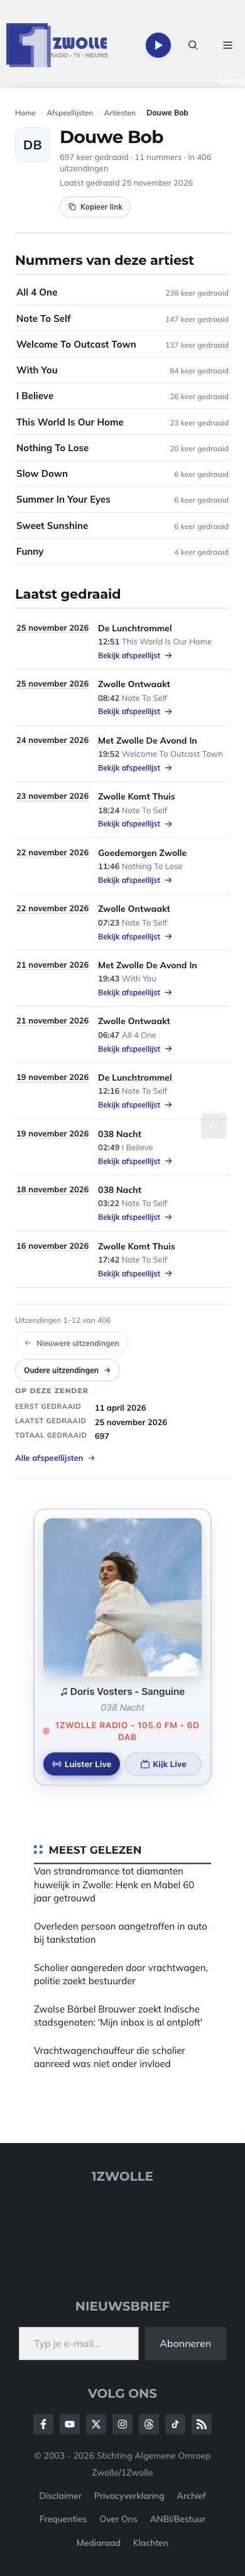 1ZWOLLE
RADIO - TV - NIEUWS
Menu
Home
Afspeellijsten
Artiesten
Douwe Bob
DB
Douwe Bob
697 keer gedraaid · 11 nummers · in 406
uitzendingen
Laatst gedraaid 25 november 2026
Kopieer link
Nummers van deze artiest
All 4 One 238 keer gedraaid
Note To Self 147 keer gedraaid
Welcome To Outcast Town 137 keer gedraaid
With You 84 keer gedraaid
I Believe 26 keer gedraaid
This World Is Our Home 23 keer gedraaid
Nothing To Lose 20 keer gedraaid
Slow Down 6 keer gedraaid
Summer In Your Eyes 6 keer gedraaid
Sweet Sunshine 6 keer gedraaid
Funny 4 keer gedraaid
Laatst gedraaid
25 november 2026 De Lunchtrommel
12:51 This World Is Our Home
Bekijk afspeellijst →
25 november 2026 Zwolle Ontwaakt
08:42 Note To Self
Bekijk afspeellijst →
24 november 2026 Met Zwolle De Avond In
19:52 Welcome To Outcast Town
Bekijk afspeellijst →
23 november 2026 Zwolle Komt Thuis
18:24 Note To Self
Bekijk afspeellijst →
22 november 2026 Goedemorgen Zwolle
11:46 Nothing To Lose
Bekijk afspeellijst →
22 november 2026 Zwolle Ontwaakt
07:23 Note To Self
Bekijk afspeellijst →
21 november 2026 Met Zwolle De Avond In
19:43 With You
Bekijk afspeellijst →
21 november 2026 Zwolle Ontwaakt
06:47 All 4 One
Bekijk afspeellijst →
19 november 2026 De Lunchtrommel
12:16 Note To Self
Bekijk afspeellijst →
19 november 2026 038 Nacht
02:49 I Believe
Bekijk afspeellijst →
18 november 2026 038 Nacht
03:22 Note To Self
Bekijk afspeellijst →
16 november 2026 Zwolle Komt Thuis
17:42 Note To Self
Bekijk afspeellijst →
Uitzendingen 1–12 van 406
← Nieuwere uitzendingen
Oudere uitzendingen →
OP DEZE ZENDER
EERST GEDRAAID 11 april 2026
LAATST GEDRAAID 25 november 2026
TOTAAL GEDRAAID 697
Alle afspeellijsten →
♫ Doris Vosters - Sanguine
038 Nacht
1ZWOLLE RADIO - 105.0 FM • 6D
DAB
Luister Live
Kijk Live
MEEST GELEZEN
Van strandromance tot diamanten
huwelijk in Zwolle: Henk en Mabel 60
jaar getrouwd
Overleden persoon aangetroffen in auto
bij tankstation
Scholier aangereden door vrachtwagen,
politie zoekt bestuurder
Zwolse Bärbel Brouwer zoekt Indische
stadsgenoten: 'Mijn inbox is al ontploft'
Vrachtwagenchauffeur die scholier
aanreed was niet onder invloed
1ZWOLLE
NIEUWSBRIEF
Typ je e-mail...
Abonneren
VOLG ONS
© 2003 - 2026 Stichting Algemene Omroep
Zwolle/1Zwolle
Disclaimer Privacyverklaring Archief
Frequenties Over Ons ANBI/Bestuur
Mediaraad Klachten